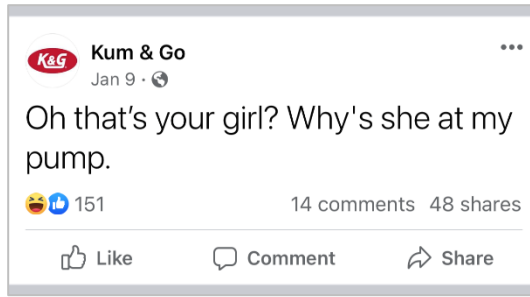 K&G
Kum & Go
Jan 9 ·
Oh that's your girl? Why's she at my
pump.
151 14 comments 48 shares
Like Comment Share